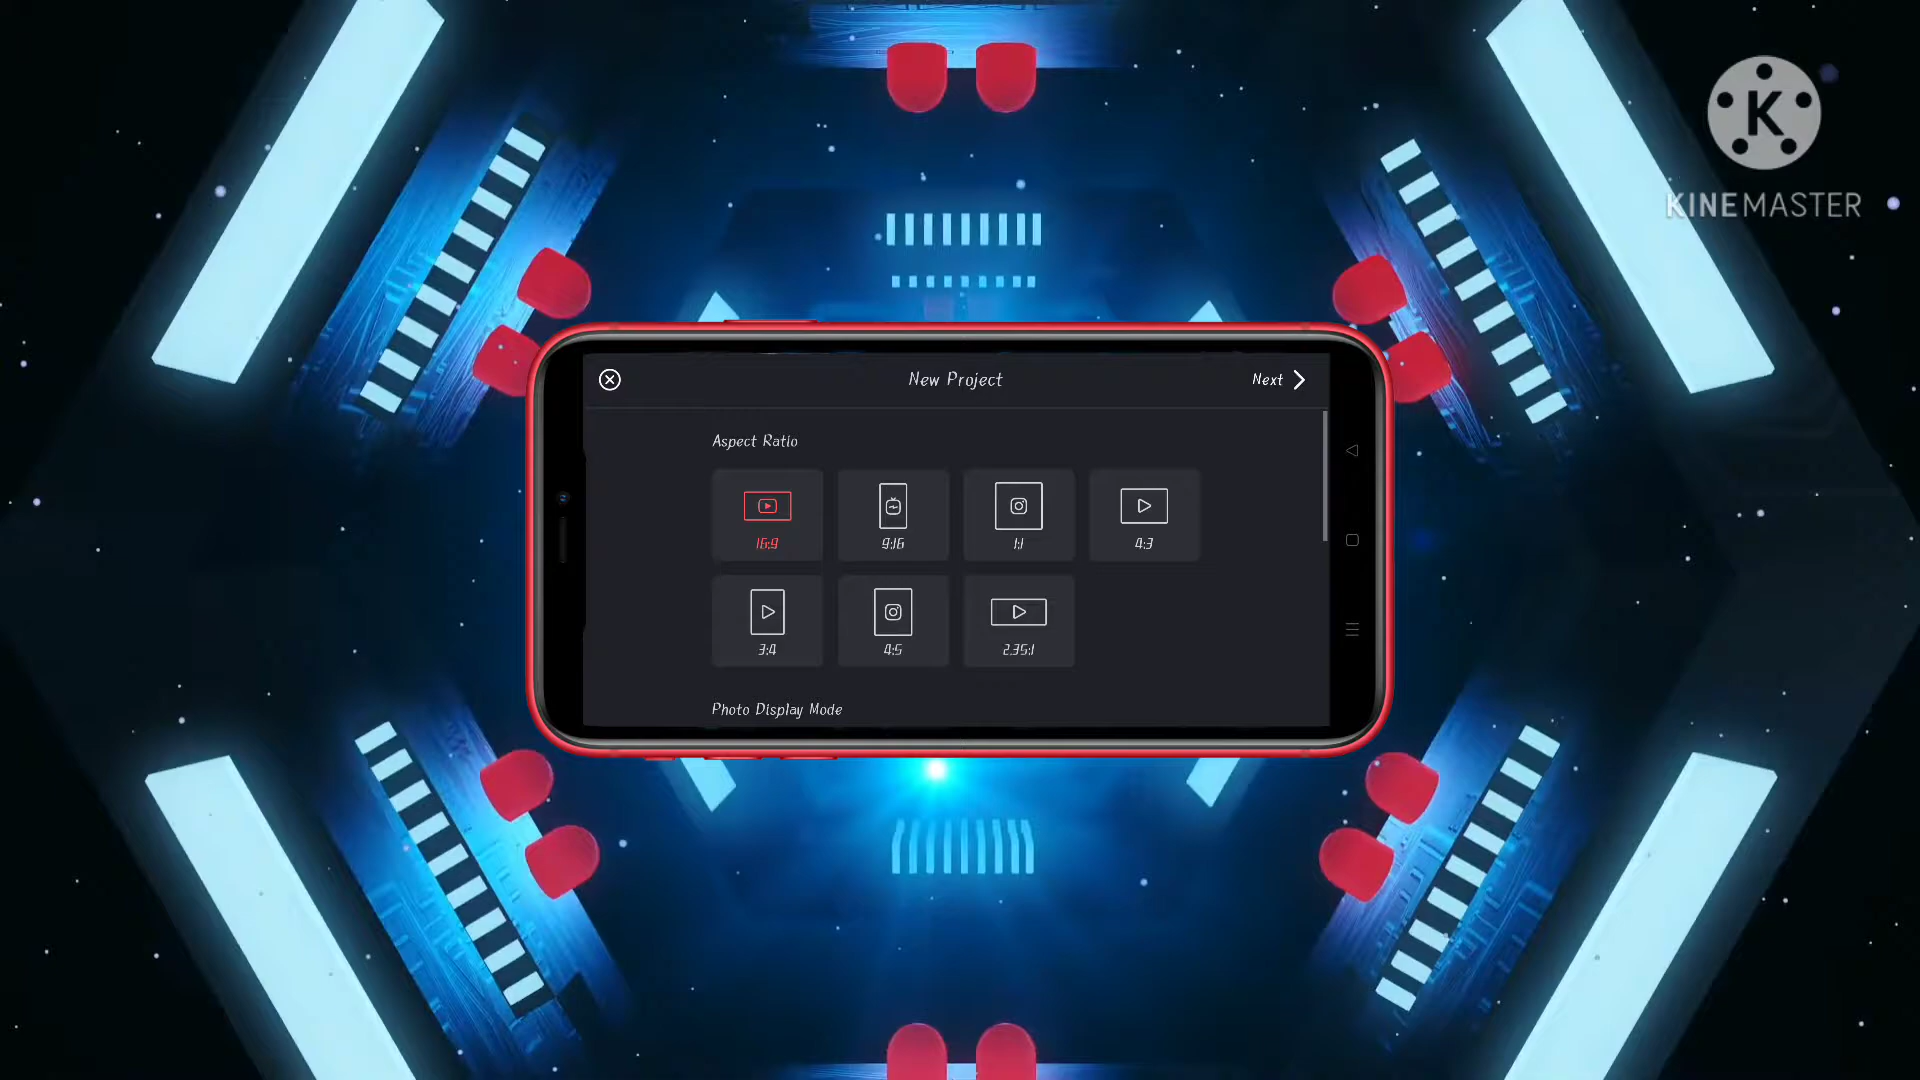 KINEMASTER
New Project
Next
Aspect Ratio
16:9
9:16
1:1
4:3
3:4
4:5
2.35:1
Photo Display Mode